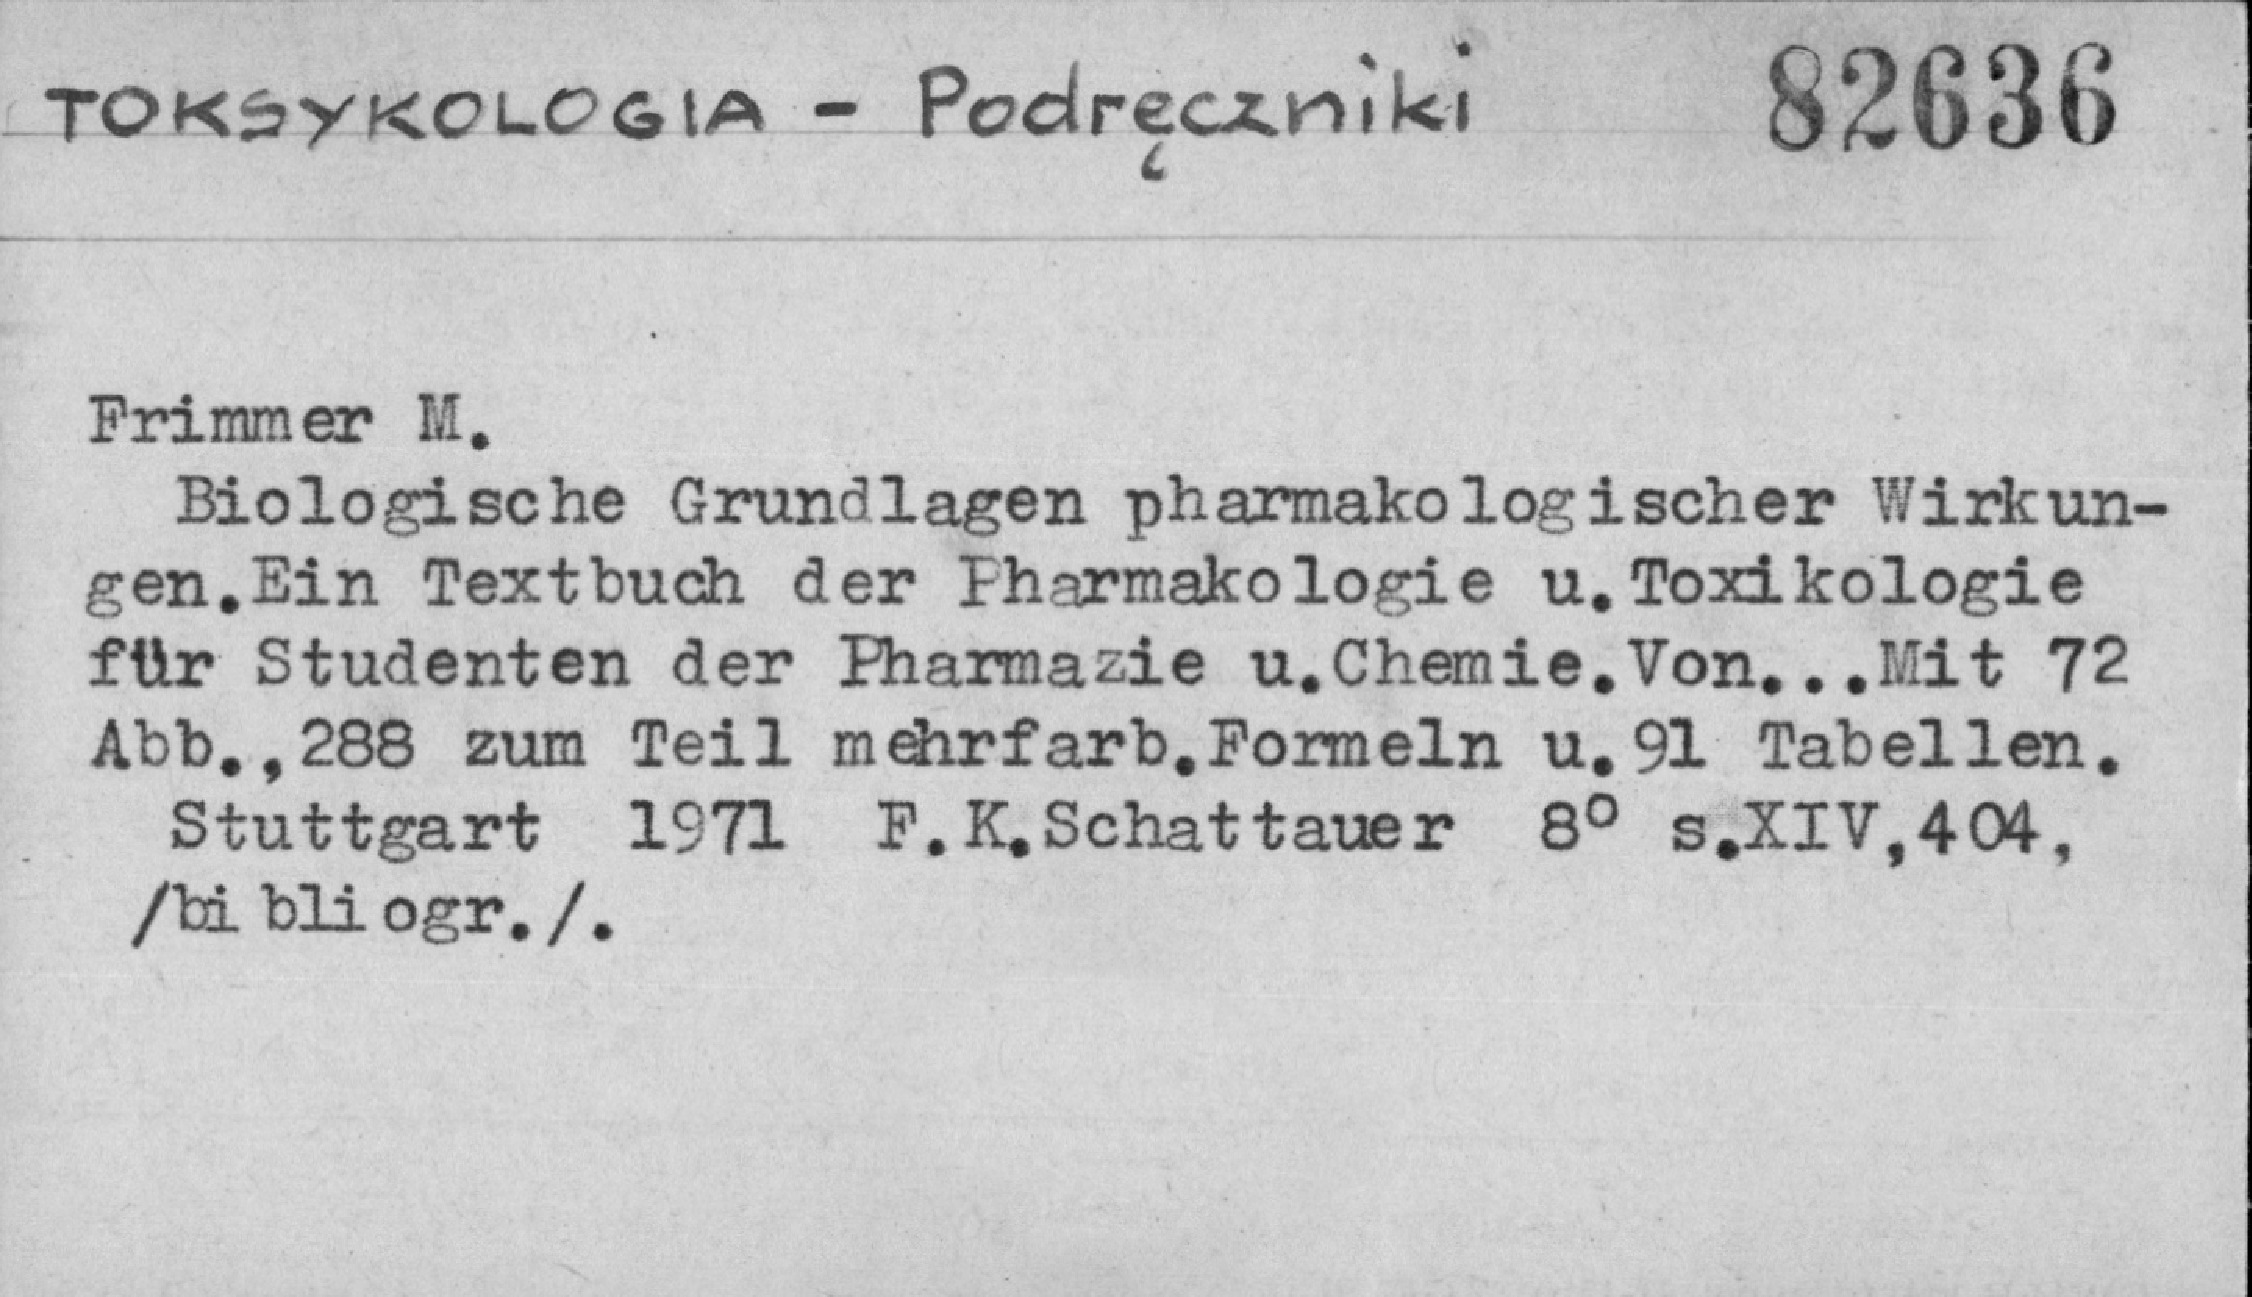 TOKSYKOLOGIA - Podręczniki 82636
Frimmer M.
Biologische Grundlagen pharmakologischer Wirkun-
gen.Ein Textbuch der Pharmakologie u.Toxikologie
für Studenten der Pharmazie u.Chemie.Von...Mit 72
Abb.,288 zum Teil mehrfarb.Formeln u.91 Tabellen.
Stuttgart 1971 F.K.Schattauer 8° s.XIV,404,
/bibliogr./.